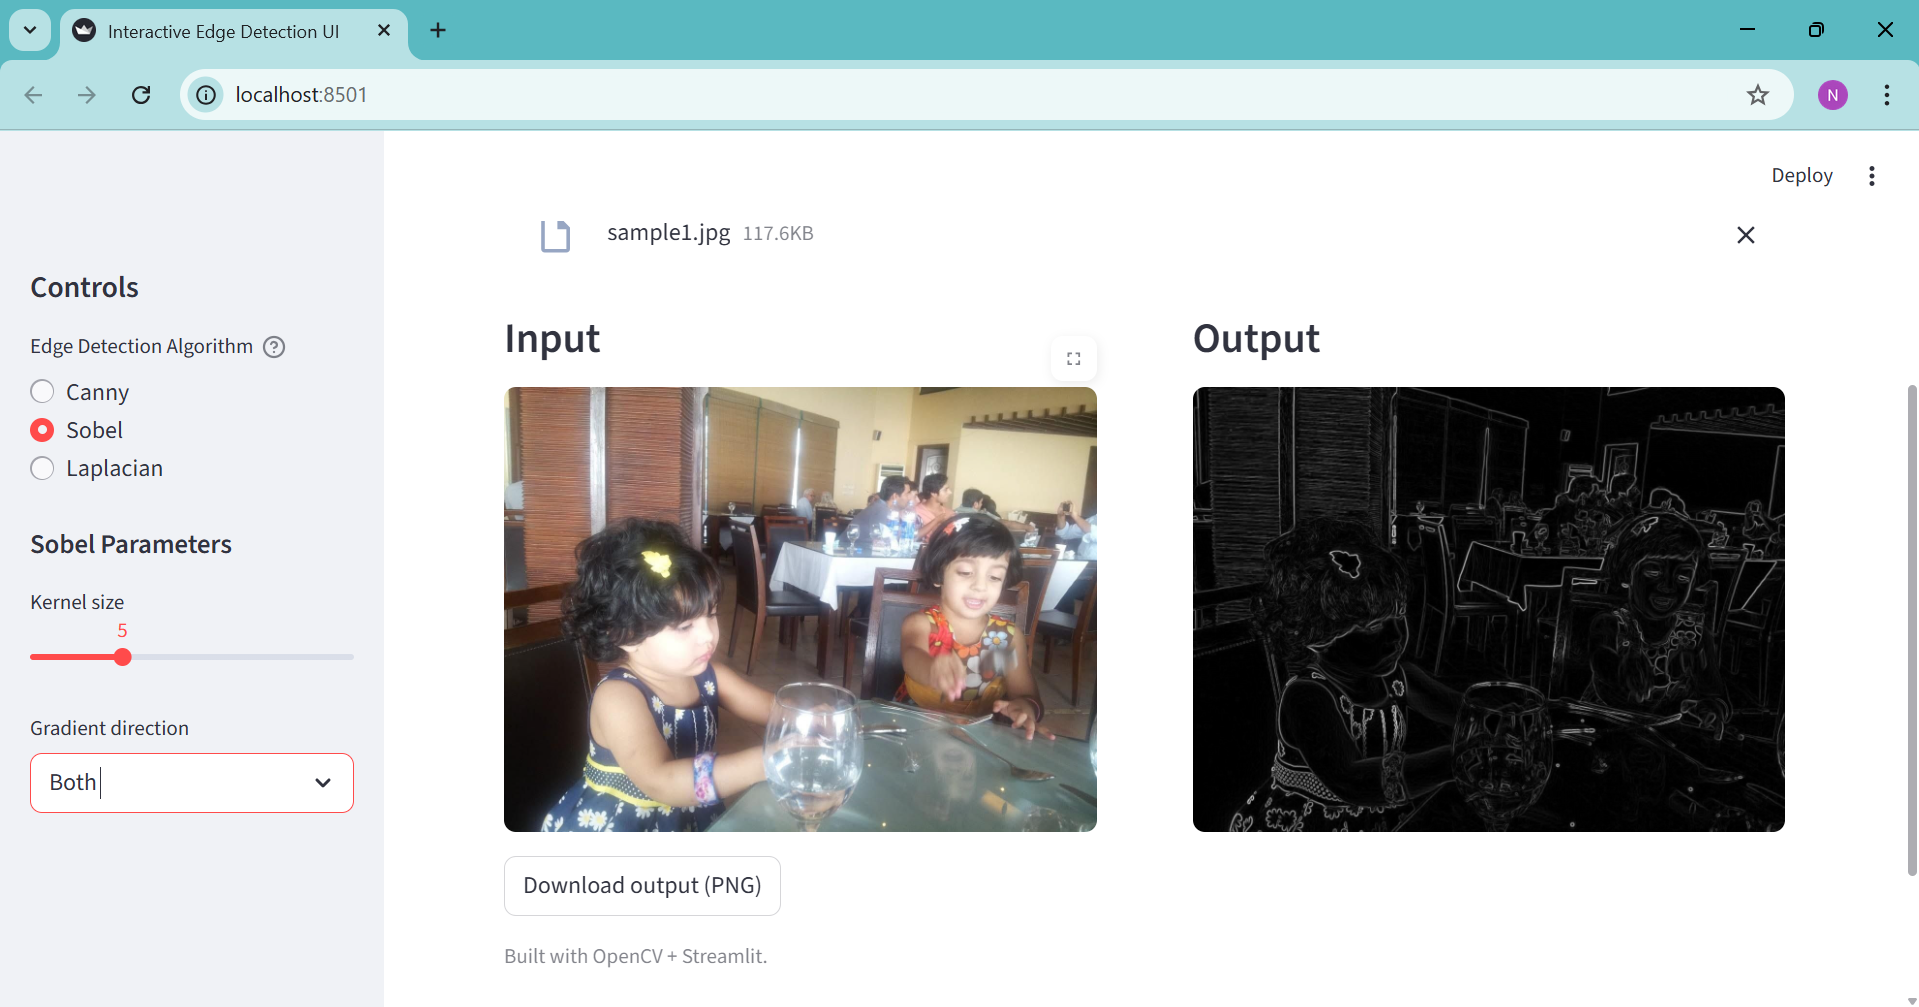 Interactive Edge Detection UI
localhost:8501
N
Deploy
sample1.jpg 117.6KB
Controls
Edge Detection Algorithm ?
Canny
Sobel
Laplacian
Sobel Parameters
Kernel size
5
Gradient direction
Both
Input
Output
Download output (PNG)
Built with OpenCV + Streamlit.